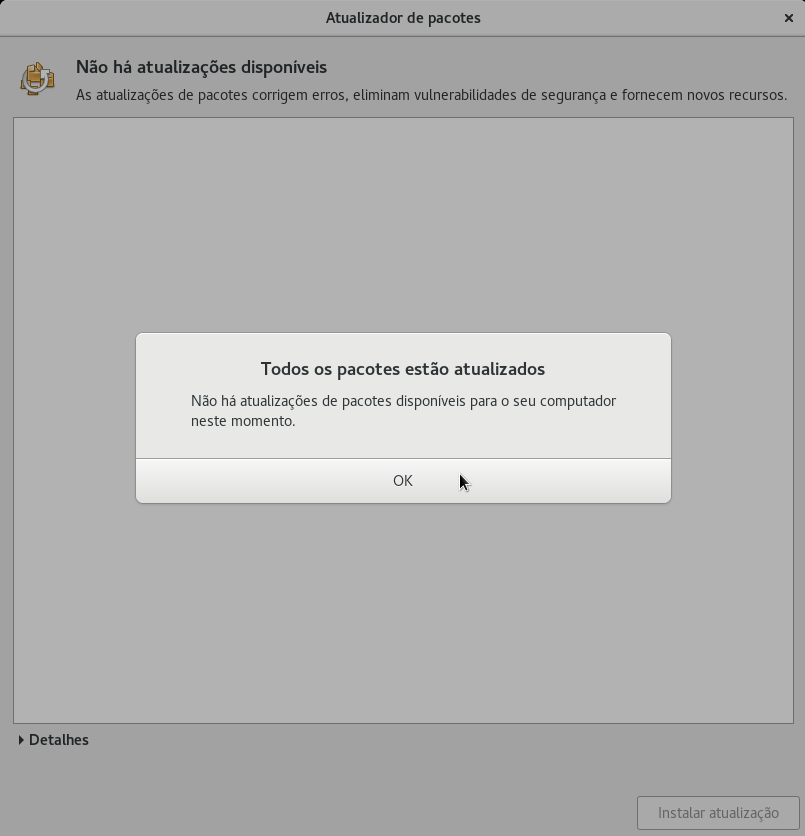 Atualizador de pacotes
Não há atualizações disponíveis
As atualizações de pacotes corrigem erros, eliminam vulnerabilidades de segurança e fornecem novos recursos.
Todos os pacotes estão atualizados
Não há atualizações de pacotes disponíveis para o seu computador
neste momento.
OK
Detalhes
Instalar atualização